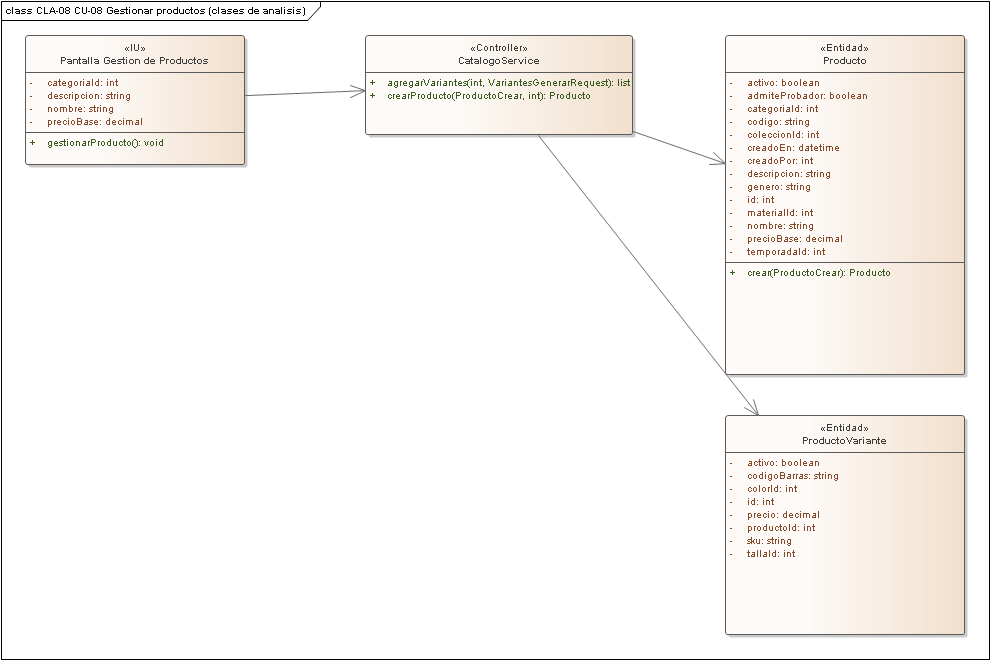 class CLA-08 CU-08 Gestionar productos (clases de analisis)
«IU»
Pantalla Gestion de Productos
- categoriaId: int
- descripcion: string
- nombre: string
- precioBase: decimal
+ gestionarProducto(): void
«Controller»
CatalogoService
+ agregarVariantes(int, VariantesGenerarRequest): list
+ crearProducto(ProductoCrear, int): Producto
«Entidad»
Producto
- activo: boolean
- admiteProbador: boolean
- categoriaId: int
- codigo: string
- coleccionId: int
- creadoEn: datetime
- creadoPor: int
- descripcion: string
- genero: string
- id: int
- materialId: int
- nombre: string
- precioBase: decimal
- temporadaId: int
+ crear(ProductoCrear): Producto
«Entidad»
ProductoVariante
- activo: boolean
- codigoBarras: string
- colorId: int
- id: int
- precio: decimal
- productoId: int
- sku: string
- tallaId: int